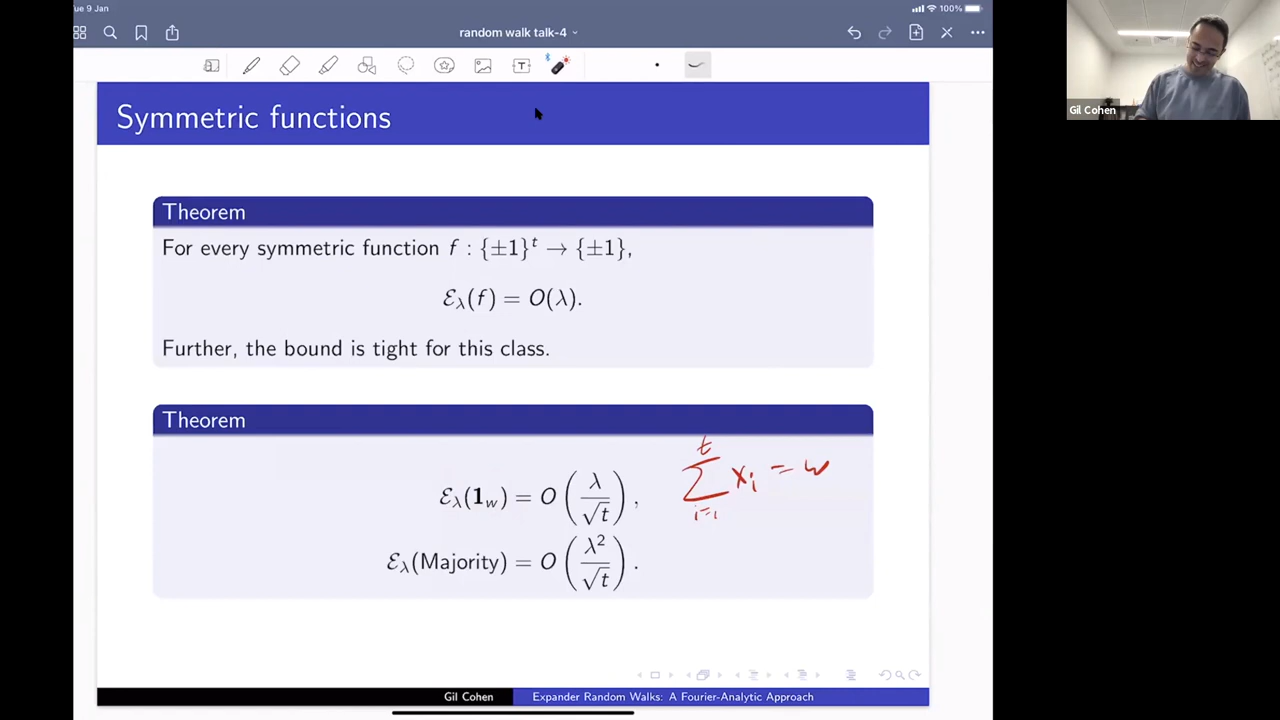 ue 9 Jan
100%
random walk talk-4
Gil Cohen
Symmetric functions
Theorem
For every symmetric function f : {±1}^t → {±1},
𝓔_λ(f) = O(λ).
Further, the bound is tight for this class.
Theorem
𝓔_λ(𝟏_w) = O(λ/√t),
∑_{i=1}^{t} x_i = w
𝓔_λ(Majority) = O(λ²/√t).
Gil Cohen
Expander Random Walks: A Fourier-Analytic Approach